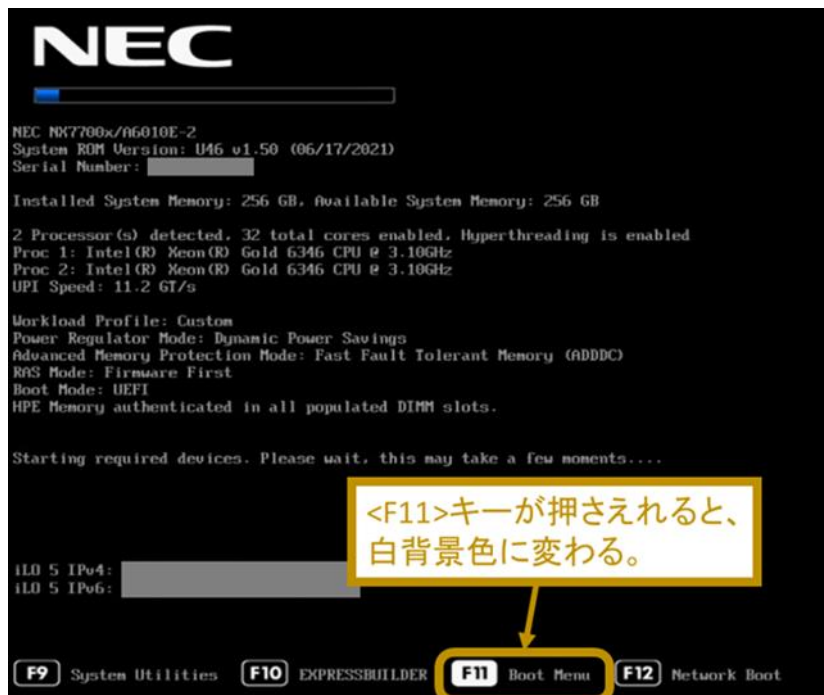 NEC
NEC NX7700x/A6010E-2
System ROM Version: U46 v1.50 (06/17/2021)
Serial Number:
Installed System Memory: 256 GB, Available System Memory: 256 GB
2 Processor(s) detected, 32 total cores enabled, Hyperthreading is enabled
Proc 1: Intel(R) Xeon(R) Gold 6346 CPU @ 3.10GHz
Proc 2: Intel(R) Xeon(R) Gold 6346 CPU @ 3.10GHz
UPI Speed: 11.2 GT/s
Workload Profile: Custom
Power Regulator Mode: Dynamic Power Savings
Advanced Memory Protection Mode: Fast Fault Tolerant Memory (ADDDC)
RAS Mode: Firmware First
Boot Mode: UEFI
HPE Memory authenticated in all populated DIMM slots.
Starting required devices. Please wait, this may take a few moments....
<F11>キーが押さえれると、
白背景色に変わる。
iLO 5 IPv4:
iLO 5 IPv6:
F9 System Utilities F10 EXPRESSBUILDER F11 Boot Menu F12 Network Boot